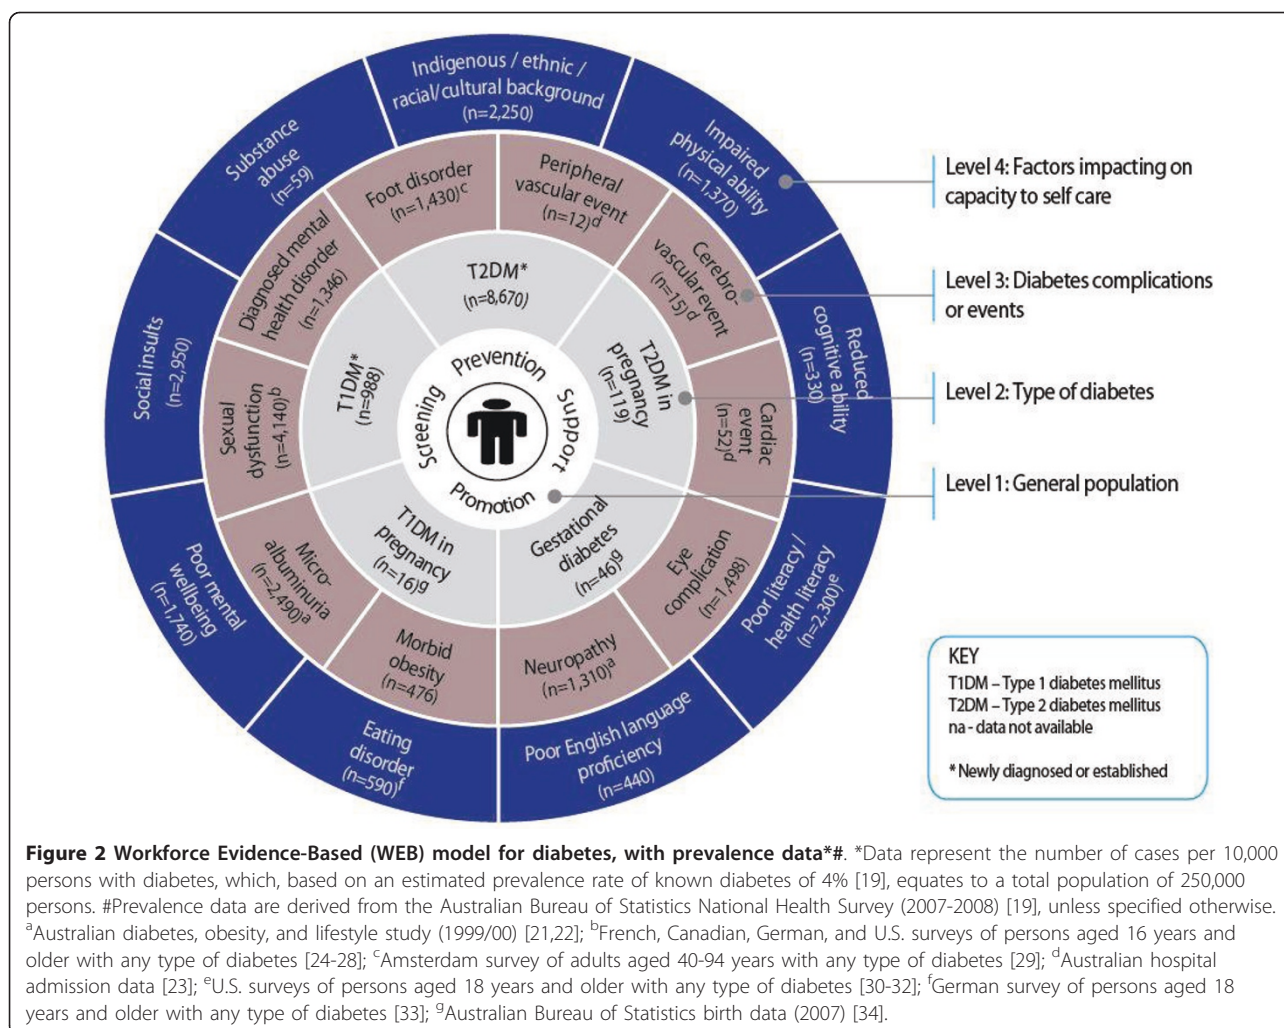 Indigenous / ethnic /
racial/cultural background
(n=2,250)
Impaired
physical ability
(n=1,370)
Reduced
cognitive ability
(n=330)
Poor literacy /
health literacy
(n=2,300)e
Poor English language
proficiency
(n=440)
Eating
disorder
(n=590)f
Poor mental
wellbeing
(n=1,740)
Social insults
(n=2,950)
Substance
abuse
(n=59)
Foot disorder
(n=1,430)c
Peripheral
vascular event
(n=12)d
Cerebro-
vascular event
(n=15)d
Cardiac
event
(n=52)d
Eye
complication
(n=1,498)
Neuropathy
(n=1,310)a
Morbid
obesity
(n=476)
Micro-
albuminuria
(n=2,490)a
Sexual
dysfunction
(n=4,140)b
Diagnosed mental
health disorder
(n=1,346)
T2DM*
(n=8,670)
T2DM in
pregnancy
(n=119)
Gestational
diabetes
(n=46)g
T1DM in
pregnancy
(n=16)g
T1DM*
(n=988)
Prevention
Support
Promotion
Screening
Level 4: Factors impacting on
capacity to self care
Level 3: Diabetes complications
or events
Level 2: Type of diabetes
Level 1: General population
KEY
T1DM – Type 1 diabetes mellitus
T2DM – Type 2 diabetes mellitus
na - data not available
* Newly diagnosed or established
Figure 2 Workforce Evidence-Based (WEB) model for diabetes, with prevalence data*#. *Data represent the number of cases per 10,000
persons with diabetes, which, based on an estimated prevalence rate of known diabetes of 4% [19], equates to a total population of 250,000
persons. #Prevalence data are derived from the Australian Bureau of Statistics National Health Survey (2007-2008) [19], unless specified otherwise.
aAustralian diabetes, obesity, and lifestyle study (1999/00) [21,22]; bFrench, Canadian, German, and U.S. surveys of persons aged 16 years and
older with any type of diabetes [24-28]; cAmsterdam survey of adults aged 40-94 years with any type of diabetes [29]; dAustralian hospital
admission data [23]; eU.S. surveys of persons aged 18 years and older with any type of diabetes [30-32]; fGerman survey of persons aged 18
years and older with any type of diabetes [33]; gAustralian Bureau of Statistics birth data (2007) [34].